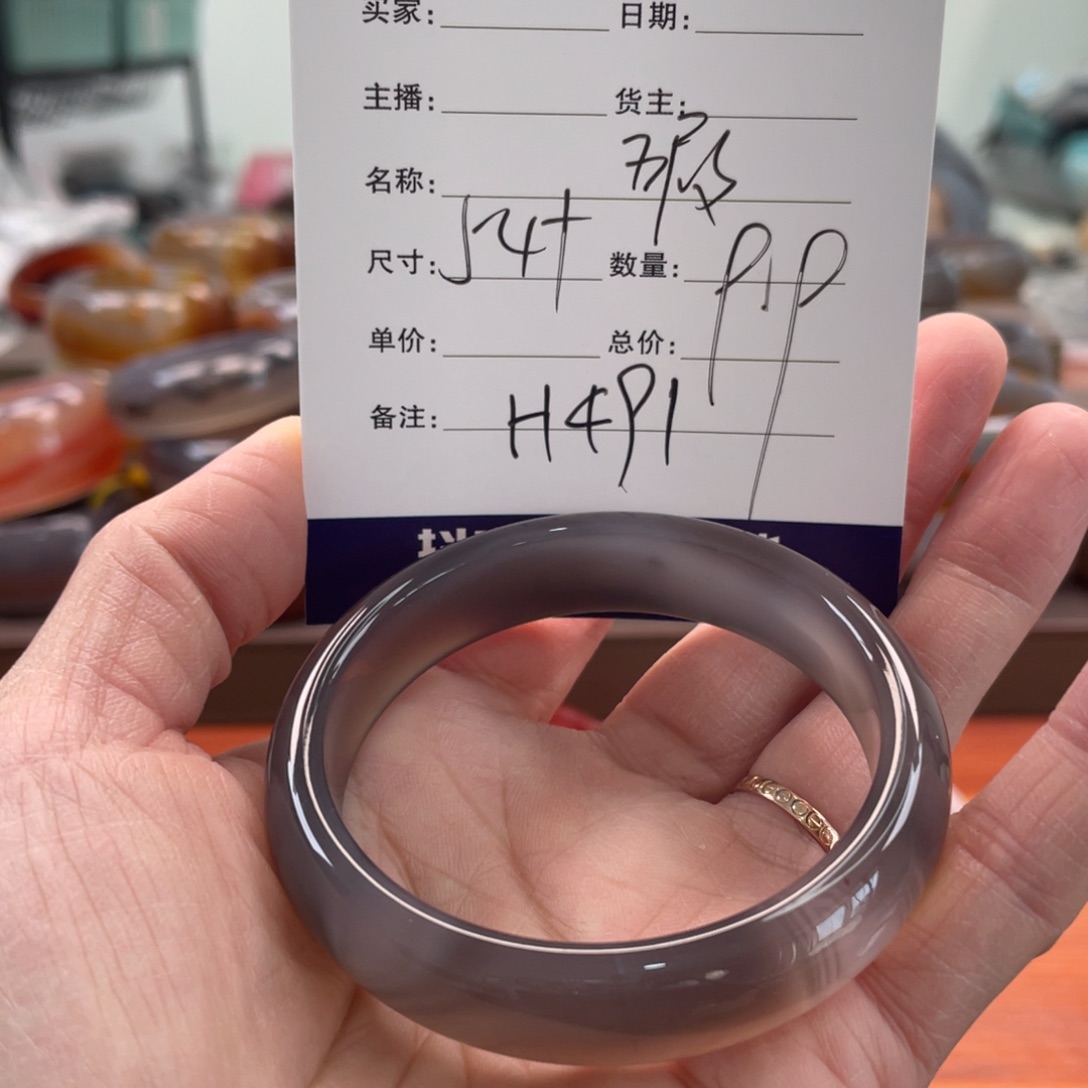 买家： 日期：
主播： 货主：
名称：
尺寸：54+ 数量：
单价： 总价：
备注：H491